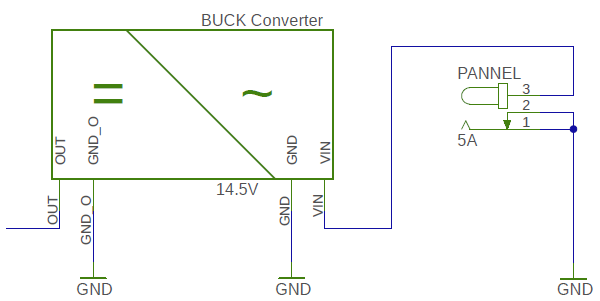 BUCK Converter
= ~
OUT
GND_O
GND
VIN
14.5V
OUT
GND_O
GND
VIN
GND
GND
PANNEL
3
2
1
5A
GND